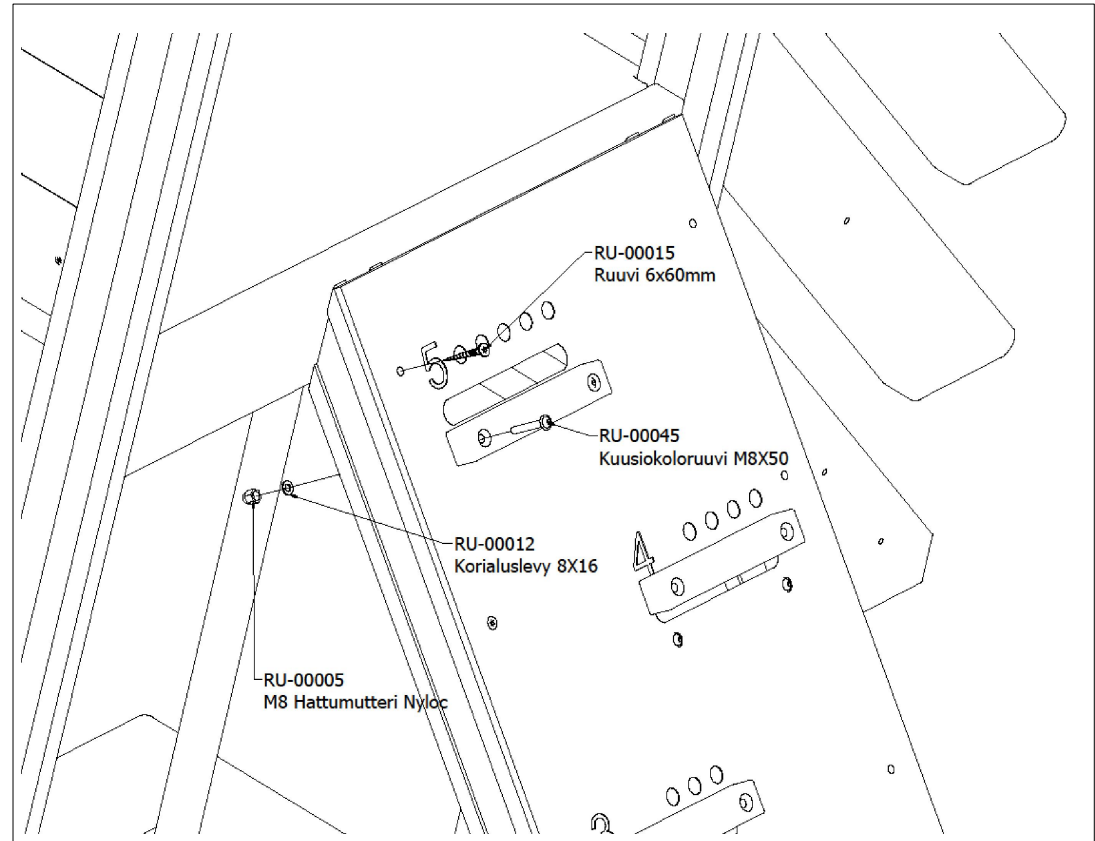 RU-00015
Ruuvi 6x60mm
5
RU-00045
Kuusiokoloruuvi M8X50
RU-00012
Korialuslevy 8X16
4
RU-00005
M8 Hattumutteri Nyloc
3